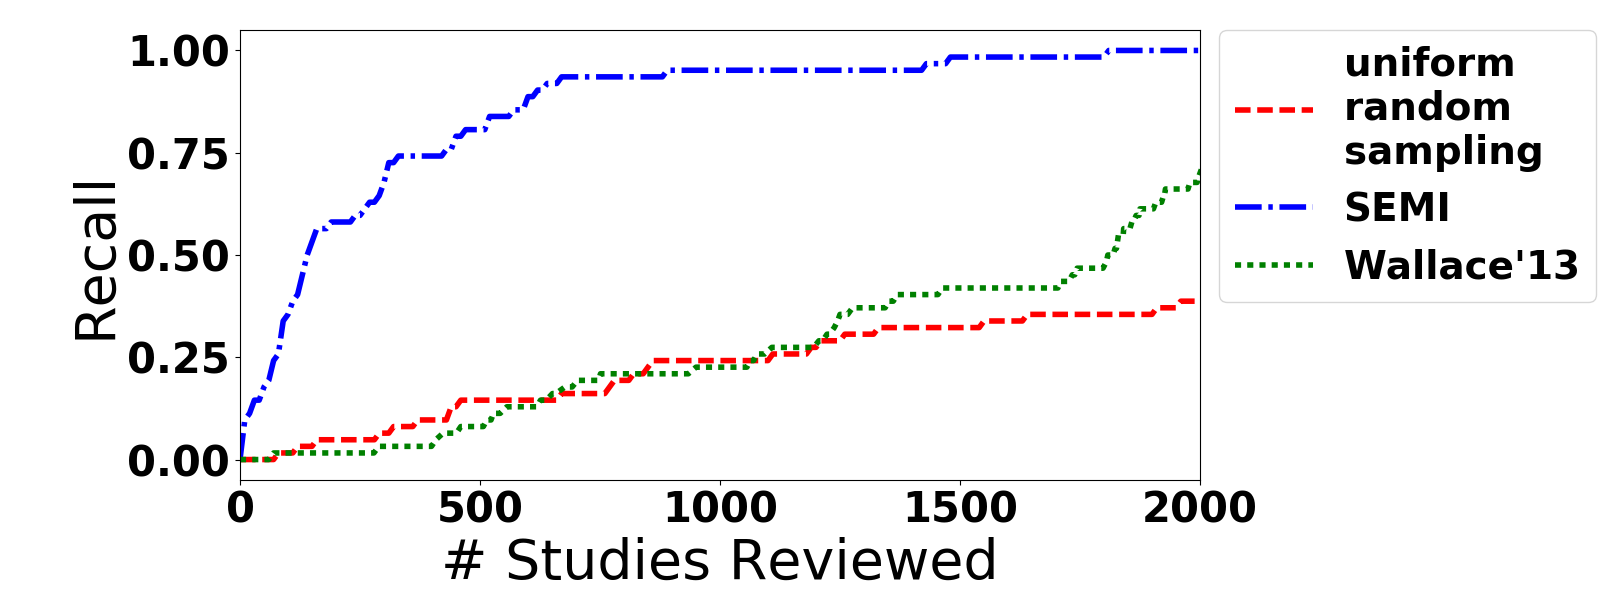 1.00
0.75
0.50
0.25
0.00
Recall
0 500 1000 1500 2000
# Studies Reviewed
uniform
random
sampling
SEMI
Wallace'13